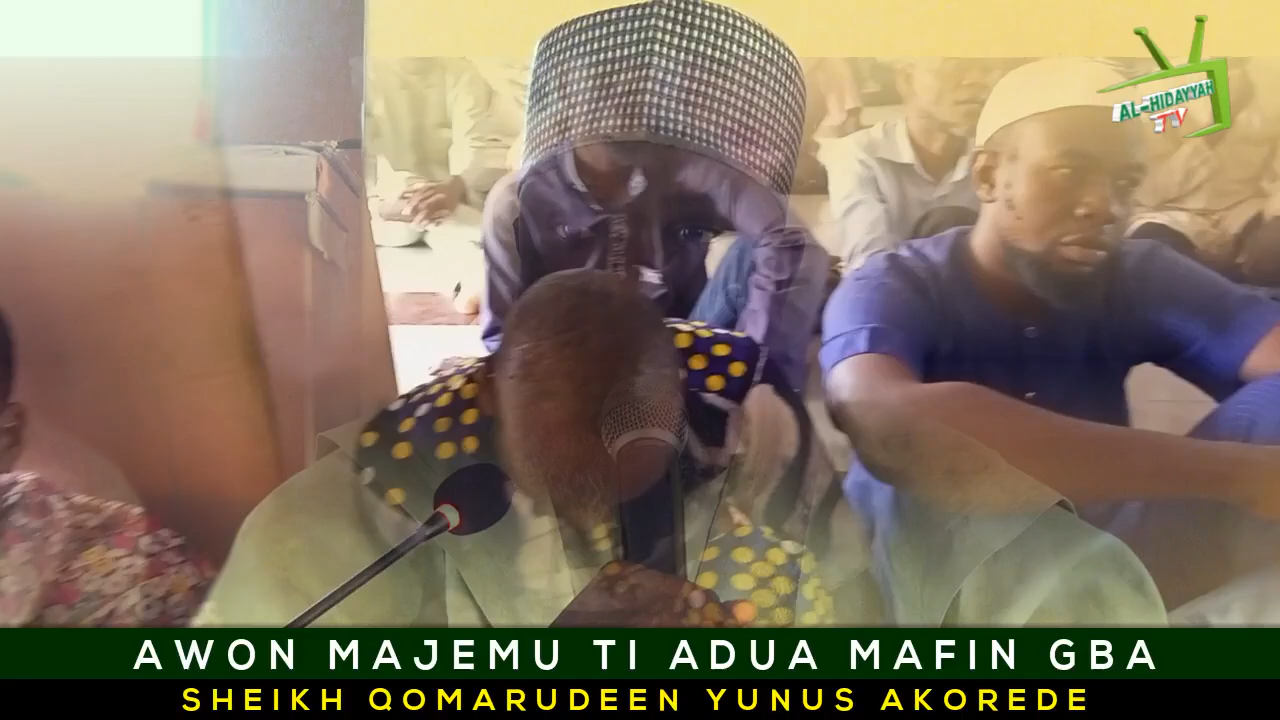 AL-HIDAYYAH
TV
AWON MAJEMU TI ADUA MAFIN GBA
SHEIKH QOMARUDEEN YUNUS AKOREDE